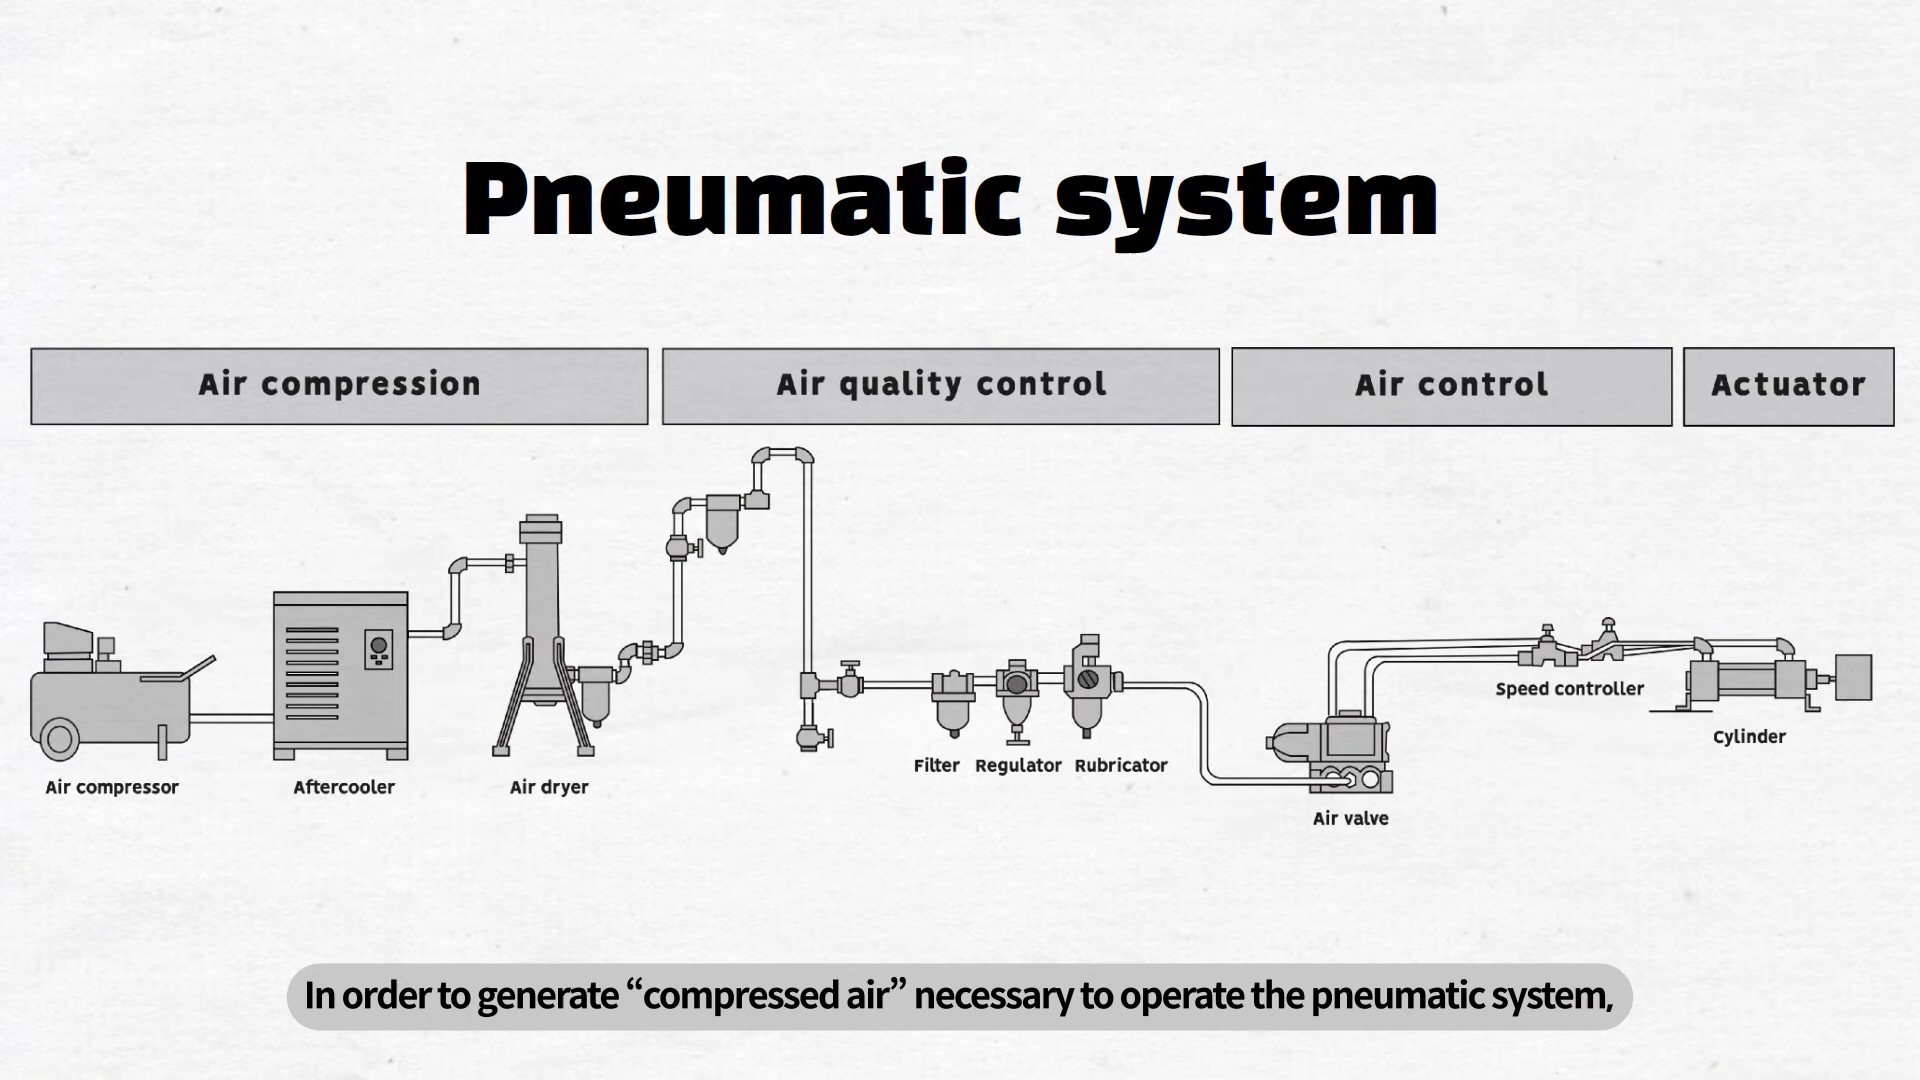 Pneumatic system
Air compression
Air quality control
Air control
Actuator
Speed controller
Cylinder
Filter
Regulator
Rubricator
Air compressor
Aftercooler
Air dryer
Air valve
In order to generate “compressed air” necessary to operate the pneumatic system,